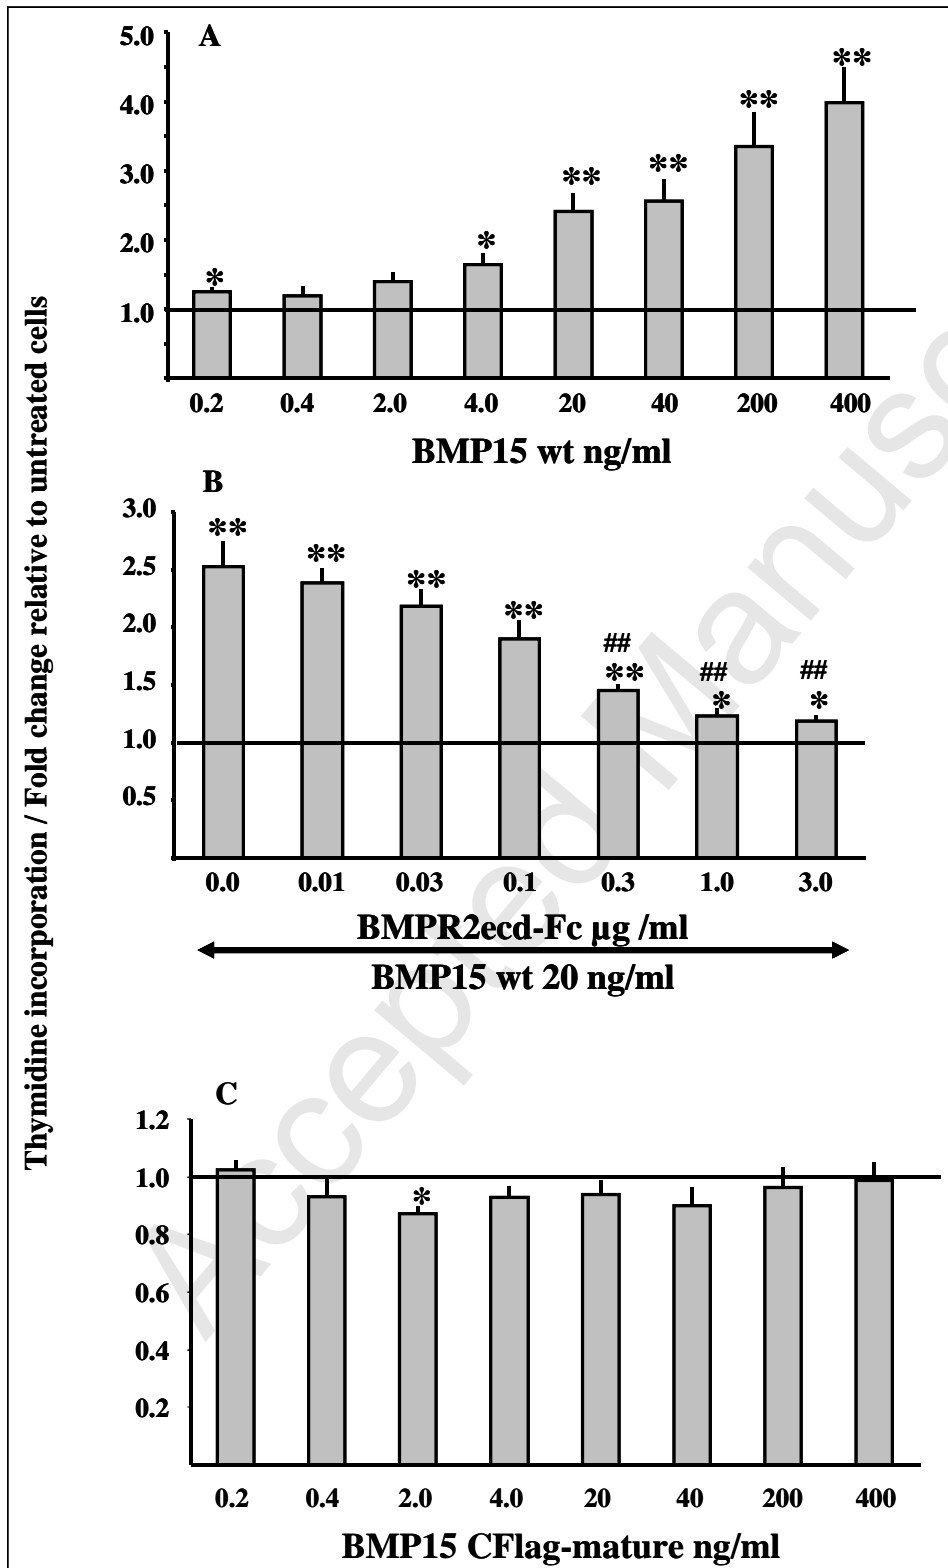 Thymidine incorporation / Fold change relative to untreated cells
A
5.0
4.0
3.0
2.0
1.0
* * ** ** ** **
0.2 0.4 2.0 4.0 20 40 200 400
BMP15 wt ng/ml
B
3.0
2.5
2.0
1.5
1.0
0.5
** ** ** ** ## ** ## * ## *
0.0 0.01 0.03 0.1 0.3 1.0 3.0
BMPR2ecd-Fc µg /ml
BMP15 wt 20 ng/ml
C
1.2
1.0
0.8
0.6
0.4
0.2
*
0.2 0.4 2.0 4.0 20 40 200 400
BMP15 CFlag-mature ng/ml
Accepted Manusc